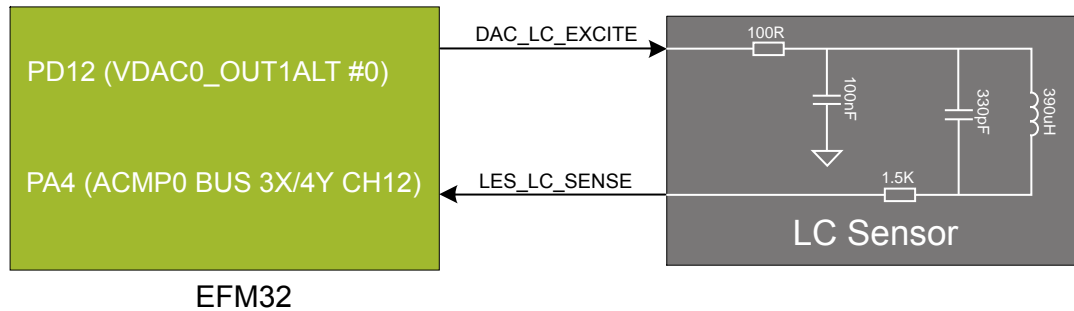 DAC_LC_EXCITE
100R
PD12 (VDAC0_OUT1ALT #0)
100nF
330pF
390uH
PA4 (ACMP0 BUS 3X/4Y CH12)
LES_LC_SENSE
1.5K
LC Sensor
EFM32